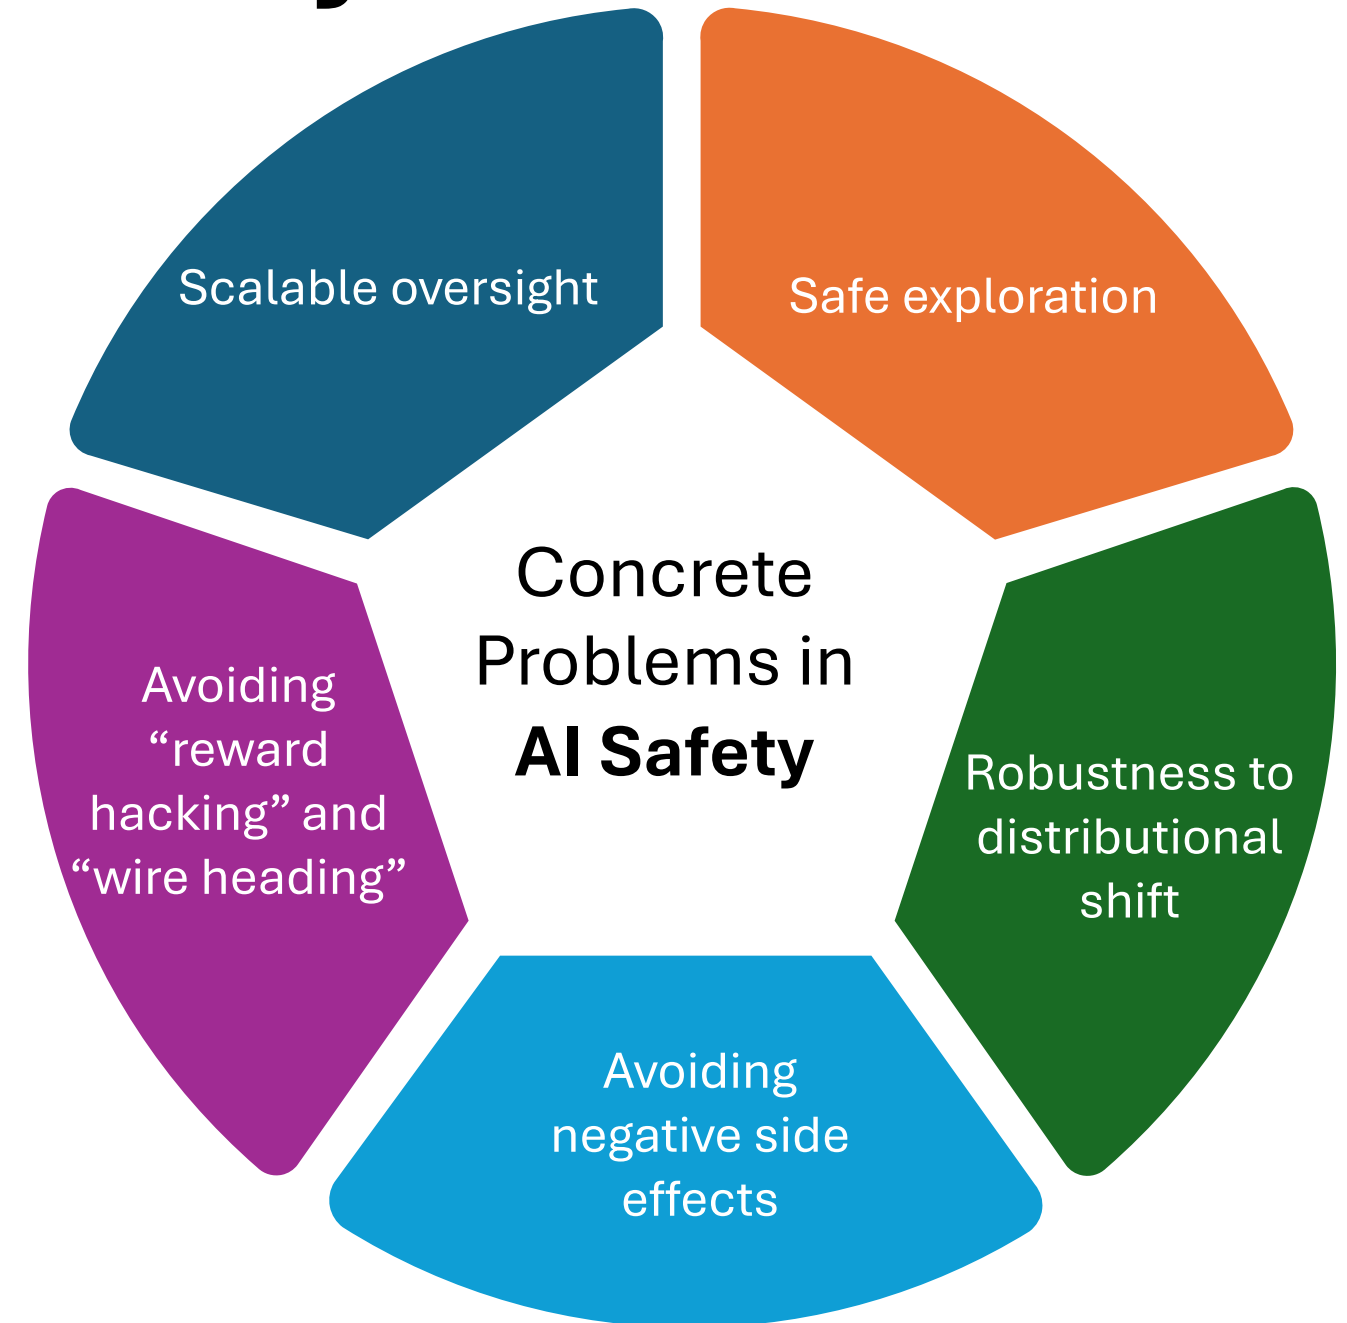 Scalable oversight
Safe exploration
Concrete
Problems in
AI Safety
Avoiding
“reward
hacking” and
“wire heading”
Robustness to
distributional
shift
Avoiding
negative side
effects